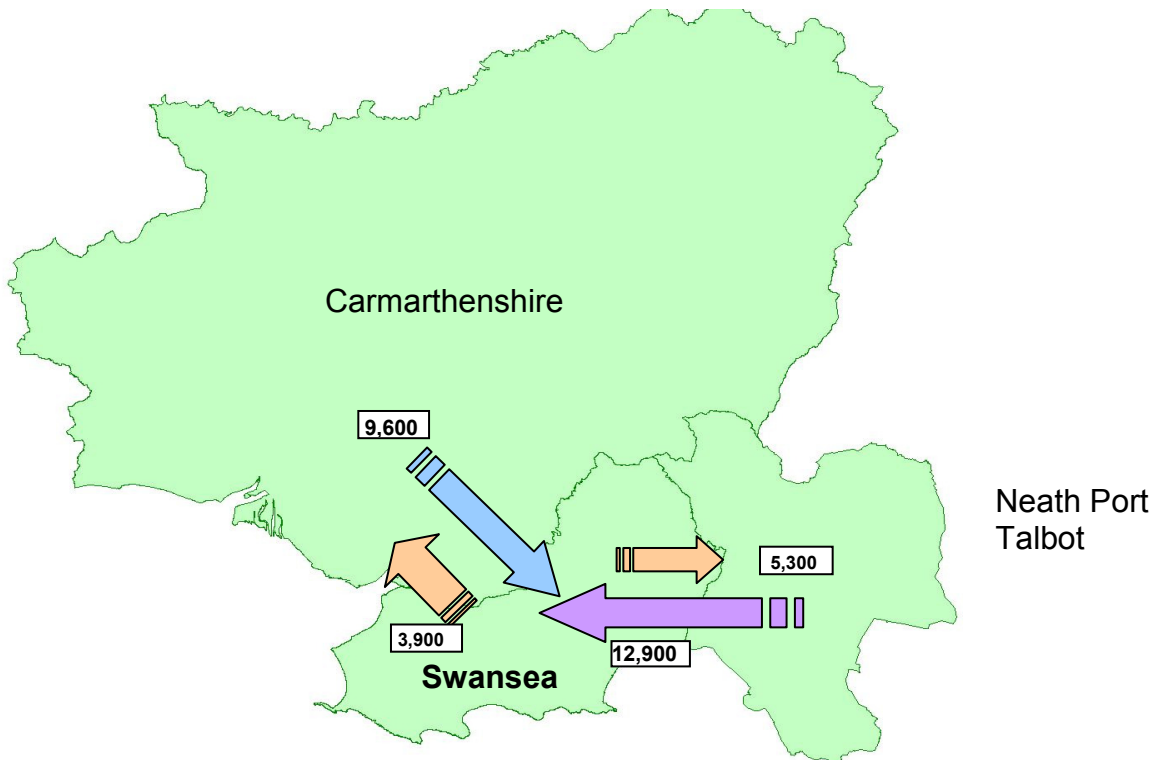 Carmarthenshire
9,600
Neath Port
Talbot
5,300
3,900
12,900
Swansea